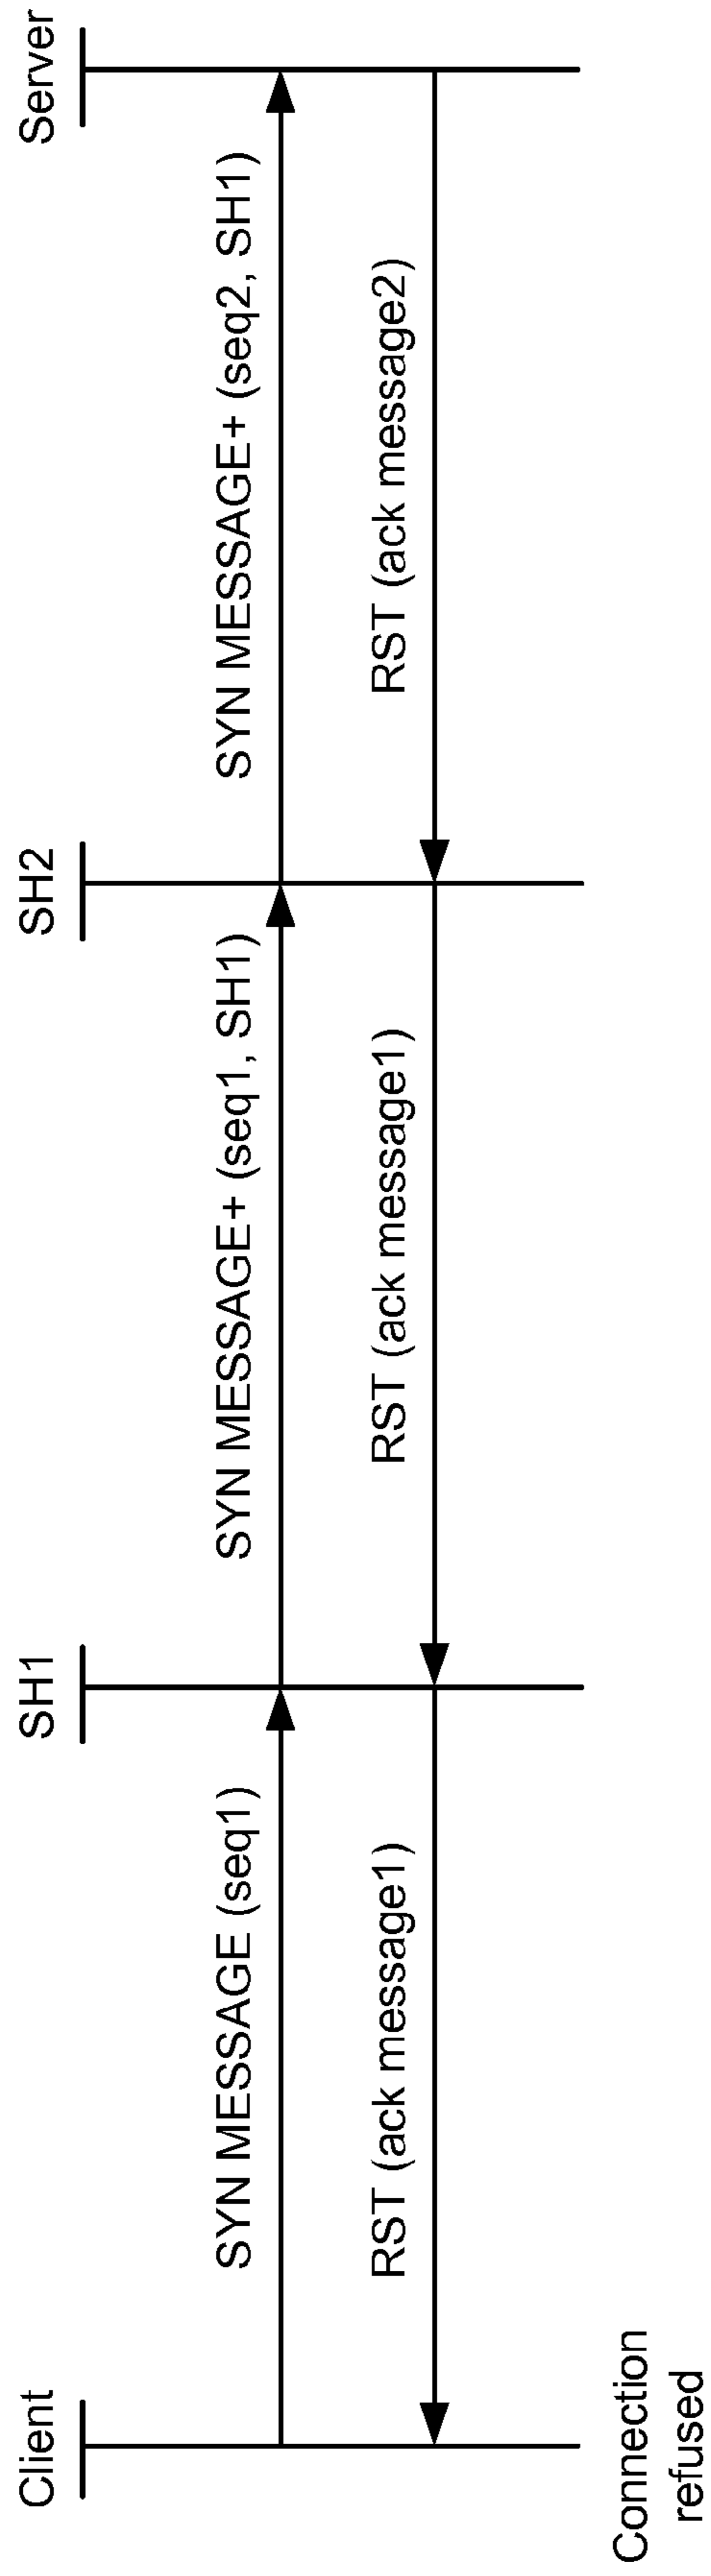 Client
SH1
SH2
Server
SYN MESSAGE (seq1)
SYN MESSAGE+ (seq1, SH1)
SYN MESSAGE+ (seq2, SH1)
RST (ack message1)
RST (ack message1)
RST (ack message2)
Connection
refused